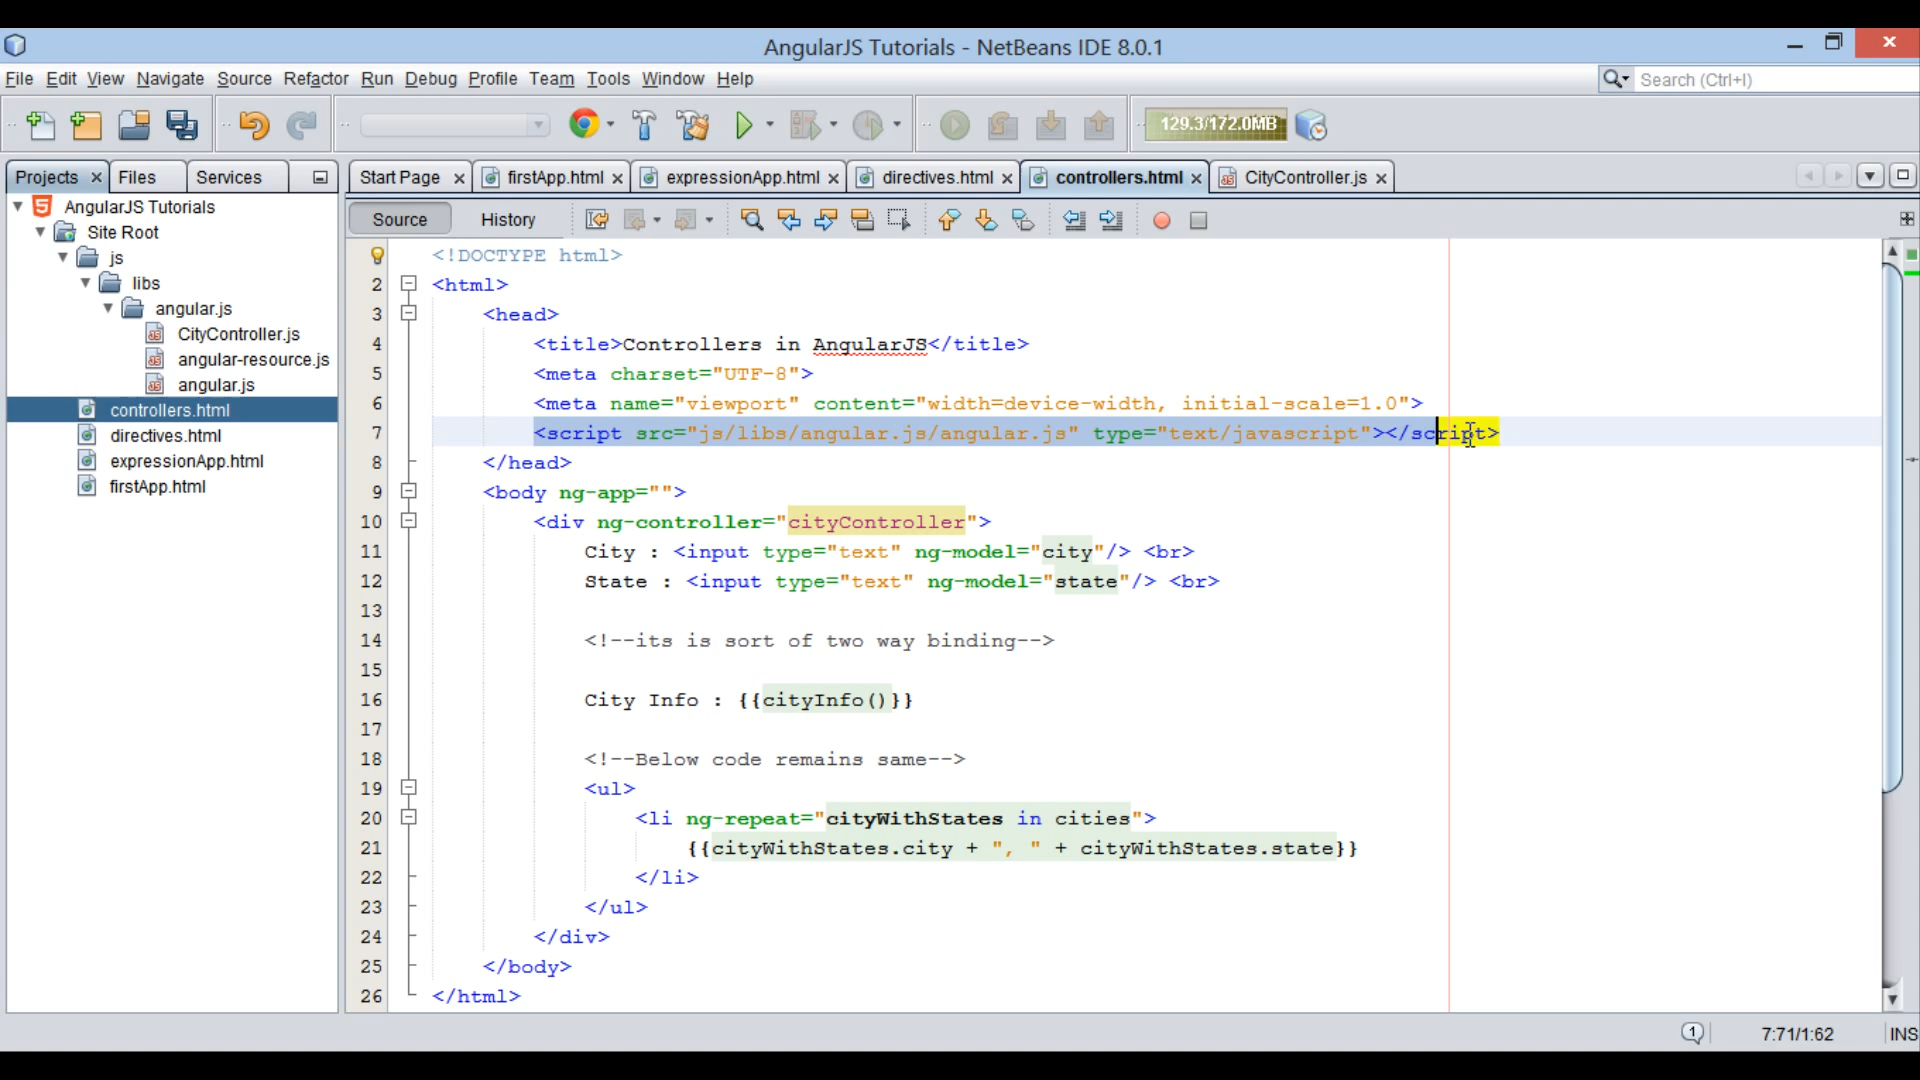 AngularJS Tutorials - NetBeans IDE 8.0.1
File Edit View Navigate Source Refactor Run Debug Profile Team Tools Window Help
Search (Ctrl+I)
129.3/172.0MB
Projects Files Services
Start Page firstApp.html expressionApp.html directives.html controllers.html CityController.js
Source History
AngularJS Tutorials
Site Root
js
libs
angular.js
CityController.js
angular-resource.js
angular.js
controllers.html
directives.html
expressionApp.html
firstApp.html
<!DOCTYPE html>
2 <html>
3 <head>
4 <title>Controllers in AngularJS</title>
5 <meta charset="UTF-8">
6 <meta name="viewport" content="width=device-width, initial-scale=1.0">
7 <script src="js/libs/angular.js/angular.js" type="text/javascript"></script>
8 </head>
9 <body ng-app="">
10 <div ng-controller="cityController">
11 City : <input type="text" ng-model="city"/> <br>
12 State : <input type="text" ng-model="state"/> <br>
13
14 <!--its is sort of two way binding-->
15
16 City Info : {{cityInfo()}}
17
18 <!--Below code remains same-->
19 <ul>
20 <li ng-repeat="cityWithStates in cities">
21 {{cityWithStates.city + ", " + cityWithStates.state}}
22 </li>
23 </ul>
24 </div>
25 </body>
26 </html>
1 7:71/1:62 INS